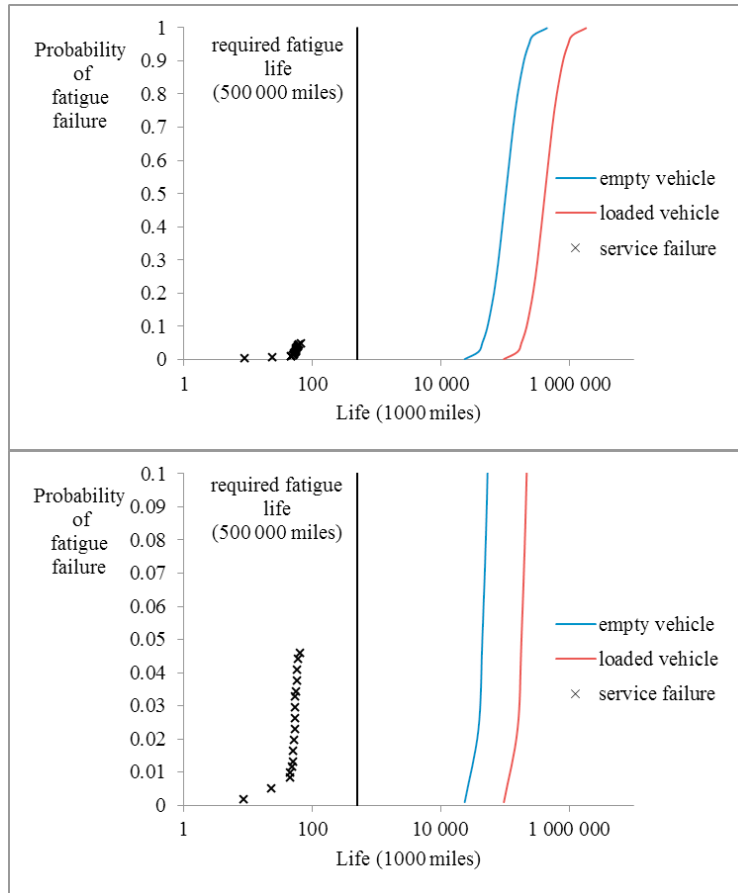 Probability
of
fatigue
failure
required fatigue
life
(500 000 miles)
1
0.9
0.8
0.7
0.6
0.5
0.4
0.3
0.2
0.1
0
empty vehicle
loaded vehicle
service failure
1 100 10 000 1 000 000
Life (1000 miles)
Probability
of
fatigue
failure
required fatigue
life
(500 000 miles)
0.1
0.09
0.08
0.07
0.06
0.05
0.04
0.03
0.02
0.01
0
empty vehicle
loaded vehicle
service failure
1 100 10 000 1 000 000
Life (1000 miles)